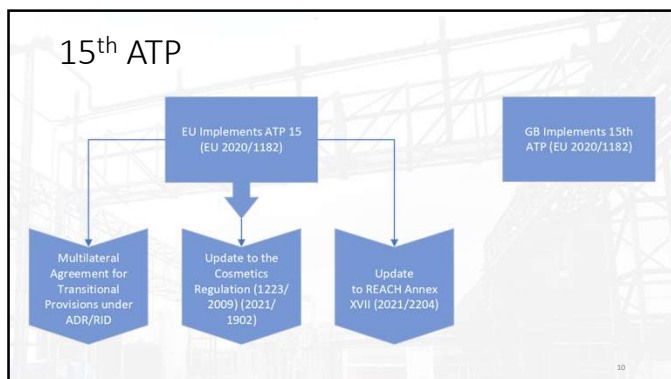 15th ATP
EU Implements ATP 15
(EU 2020/1182)
GB Implements 15th
ATP (EU 2020/1182)
Multilateral
Agreement for
Transitional
Provisions under
ADR/RID
Update to the
Cosmetics
Regulation (1223/
2009) (2021/
1902)
Update
to REACH Annex
XVII (2021/2204)
10